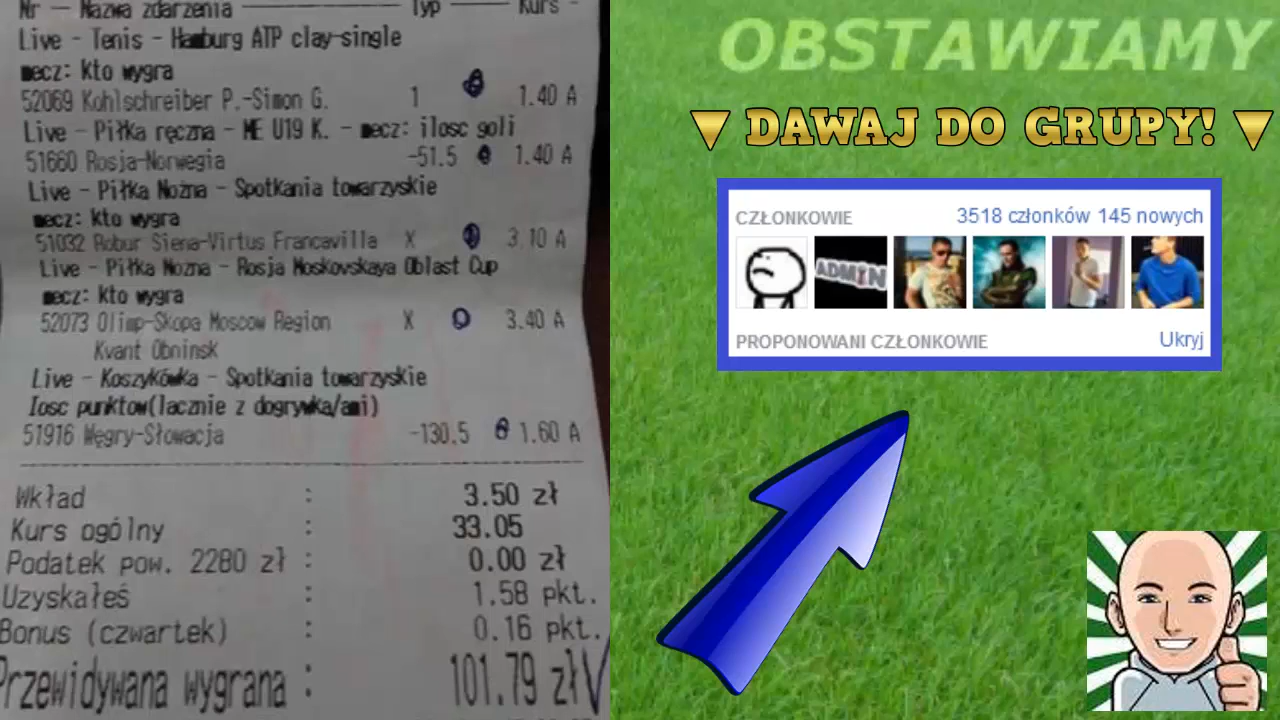 Nr — Nazwa zdarzenia — Typ — Kurs -
Live - Tenis - Hamburg ATP clay-single
mecz: kto wygra
52069 Kohlschreiber P.-Simon G. 1 1.40 A
Live - Piłka ręczna - ME U19 K. - mecz: ilosc goli
51660 Rosja-Norwegia -51.5 1.40 A
Live - Piłka Nożna - Spotkania towarzyskie
mecz: kto wygra
51032 Robur Siena-Virtus Francavilla X 3.10 A
Live - Piłka Nożna - Rosja Moskovskaya Oblast Cup
mecz: kto wygra
52073 Olimp-Skopa Moscow Region X 3.40 A
Kvant Obninsk
Live - Koszykówka - Spotkania towarzyskie
Iosc punktow(lacznie z dogrywka/ami)
51916 Węgry-Słowacja -130.5 1.60 A
Wkład : 3.50 zł
Kurs ogólny : 33.05
Podatek pow. 2280 zł : 0.00 zł
Uzyskałeś : 1.58 pkt.
Bonus (czwartek) : 0.16 pkt.
Przewidywana wygrana : 101.79 zł
OBSTAWIAMY
DAWAJ DO GRUPY!
CZŁONKOWIE 3518 członków 145 nowych
ADMIN
PROPONOWANI CZŁONKOWIE Ukryj